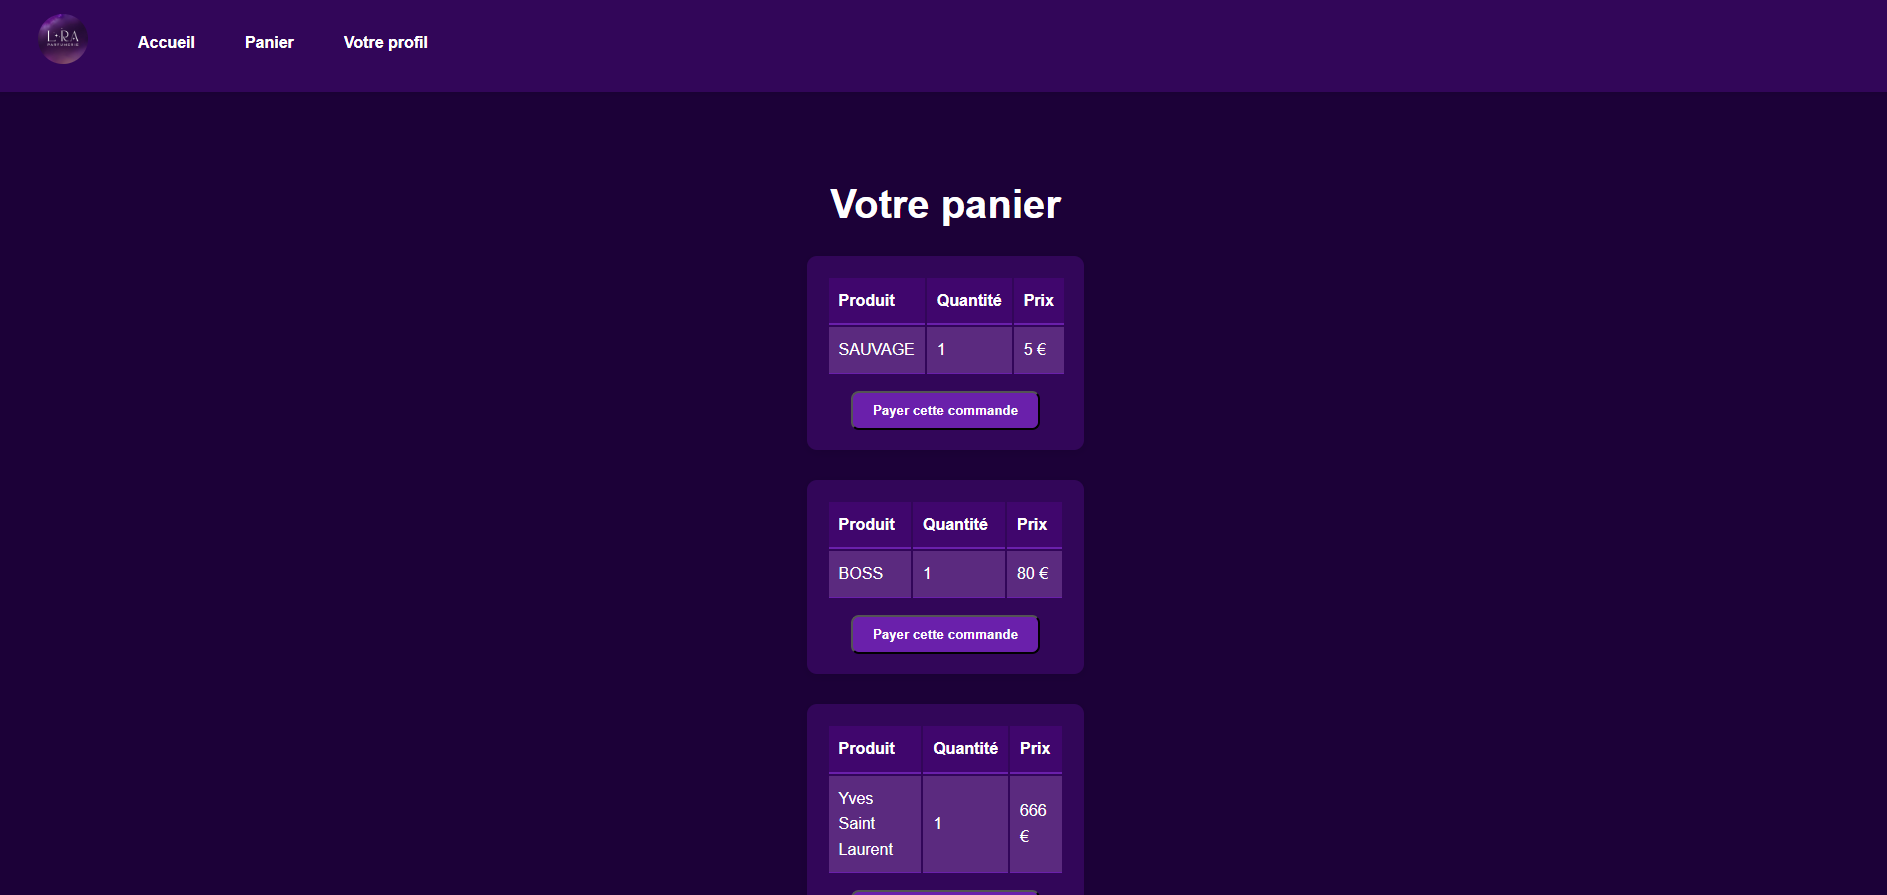 L·RA
PARFUMERIE
Accueil Panier Votre profil
Votre panier
Produit Quantité Prix
SAUVAGE 1 5 €
Payer cette commande
Produit Quantité Prix
BOSS 1 80 €
Payer cette commande
Produit Quantité Prix
Yves
Saint
Laurent
1
666
€